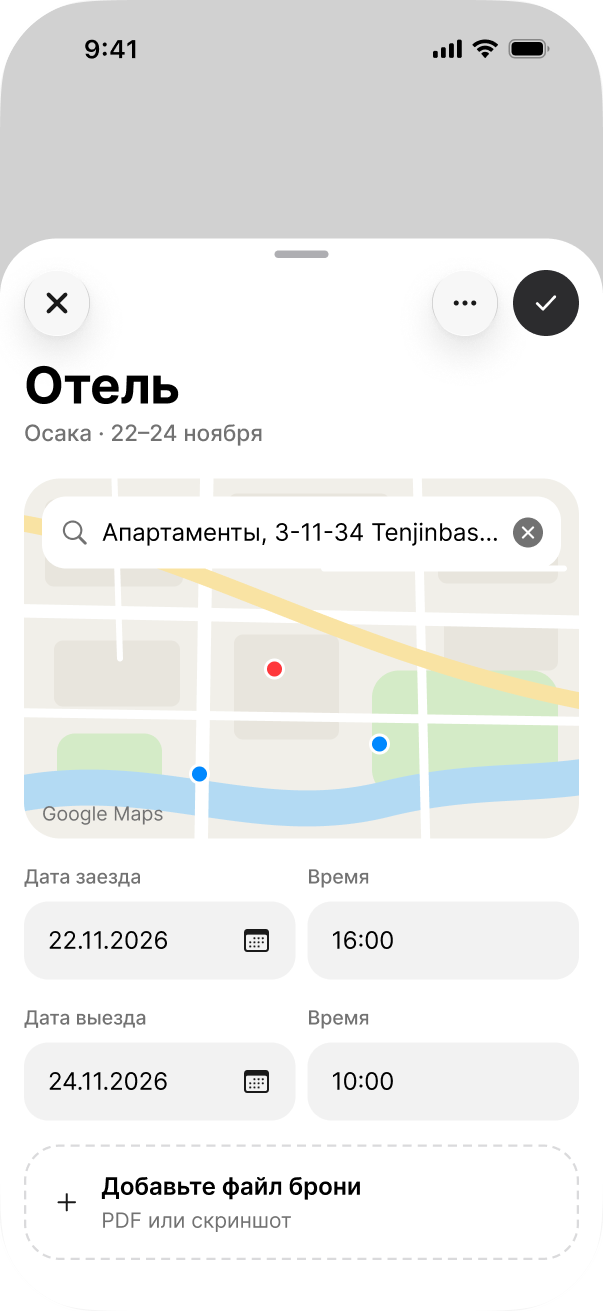 9:41
Отель
Осака · 22–24 ноября
Апартаменты, 3-11-34 Tenjinbas...
Google Maps
Дата заезда Время
22.11.2026 16:00
Дата выезда Время
24.11.2026 10:00
Добавьте файл брони
PDF или скриншот